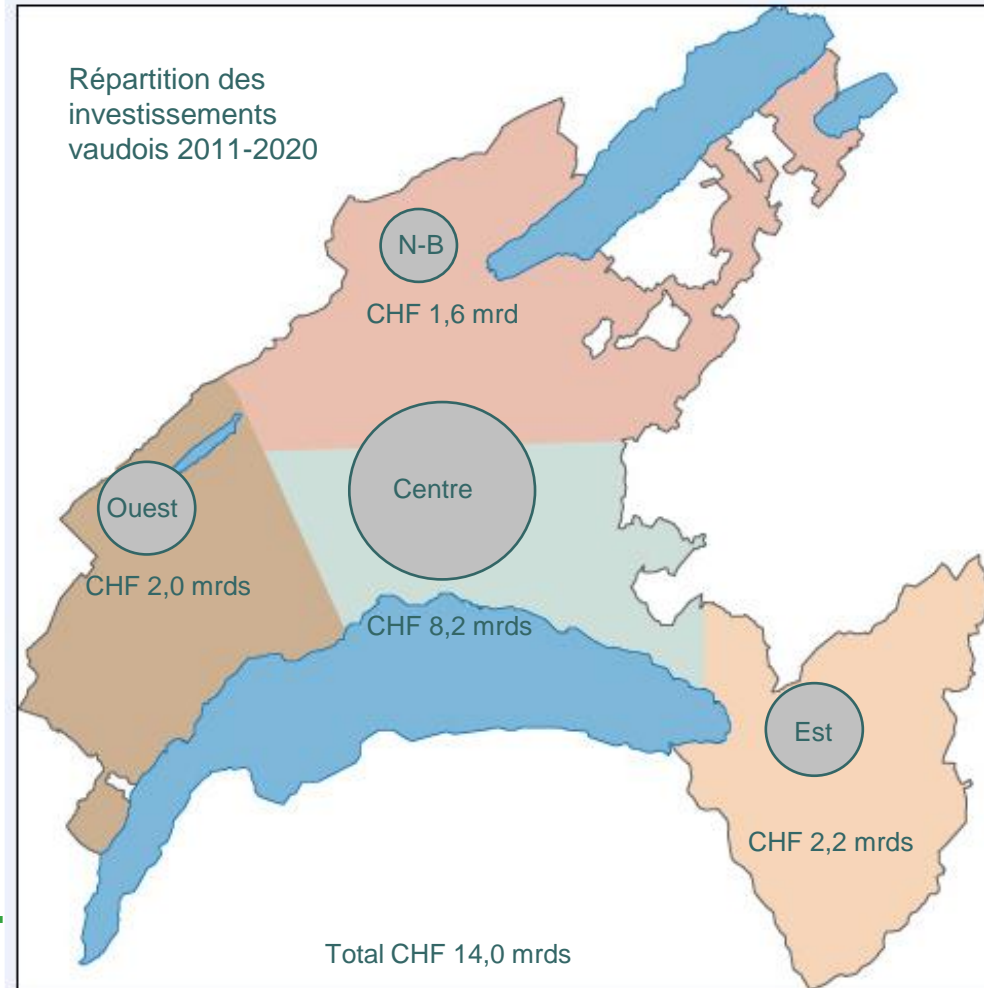 Répartition des
investissements
vaudois 2011-2020
N-B
CHF 1,6 mrd
Centre
Ouest
CHF 2,0 mrds
CHF 8,2 mrds
Est
CHF 2,2 mrds
Total CHF 14,0 mrds